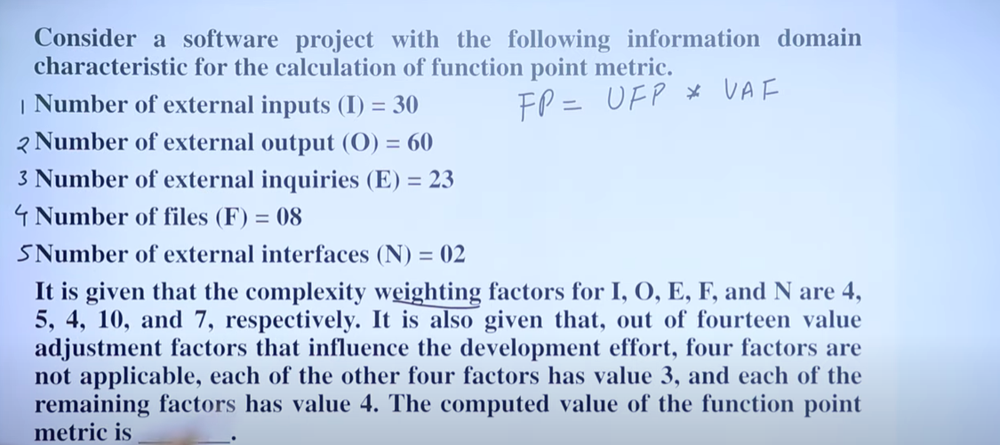 Consider a software project with the following information domain
characteristic for the calculation of function point metric.
1 Number of external inputs (I) = 30
FP = UFP * VAF
2 Number of external output (O) = 60
3 Number of external inquiries (E) = 23
4 Number of files (F) = 08
5 Number of external interfaces (N) = 02
It is given that the complexity weighting factors for I, O, E, F, and N are 4,
5, 4, 10, and 7, respectively. It is also given that, out of fourteen value
adjustment factors that influence the development effort, four factors are
not applicable, each of the other four factors has value 3, and each of the
remaining factors has value 4. The computed value of the function point
metric is ________.